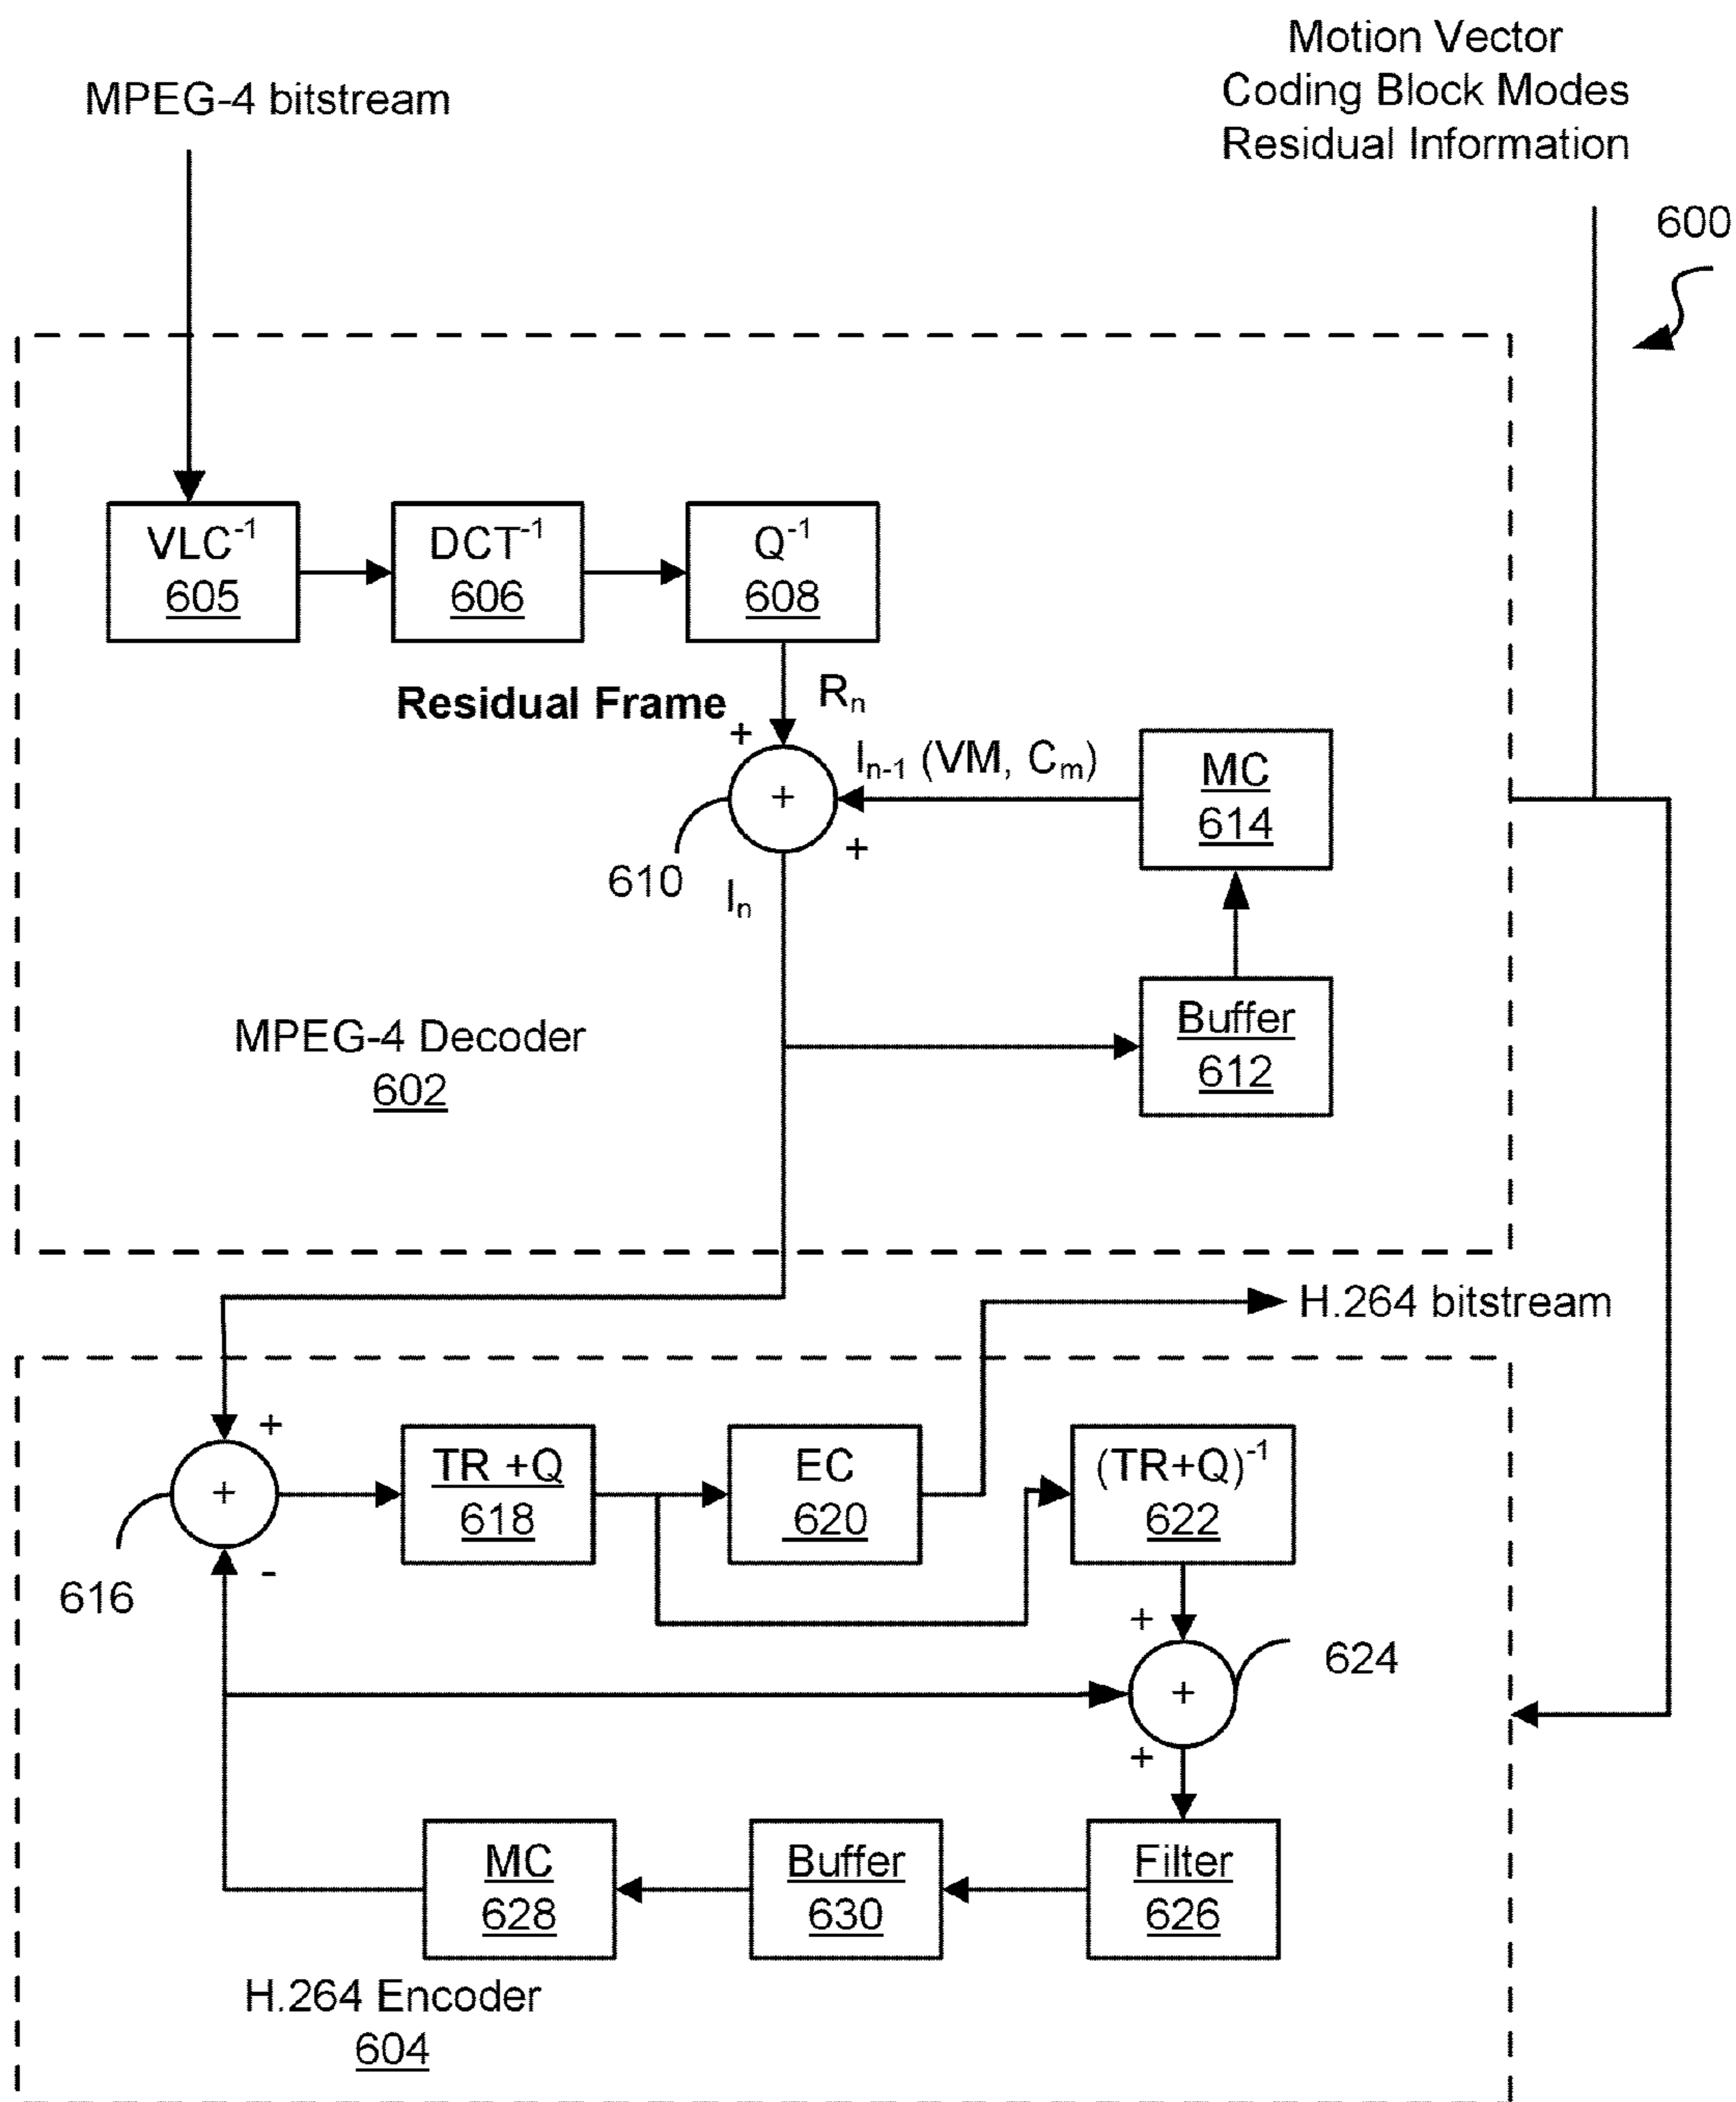 Motion Vector
Coding Block Modes
Residual Information
MPEG-4 bitstream
600
VLC⁻¹
605
DCT⁻¹
606
Q⁻¹
608
Residual Frame
Rₙ
+
Iₙ₋₁ (VM, Cₘ)
MC
614
+
+
610
Iₙ
Buffer
612
MPEG-4 Decoder
602
H.264 bitstream
+
+
-
616
TR +Q
618
EC
620
(TR+Q)⁻¹
622
+
+
+
624
MC
628
Buffer
630
Filter
626
H.264 Encoder
604